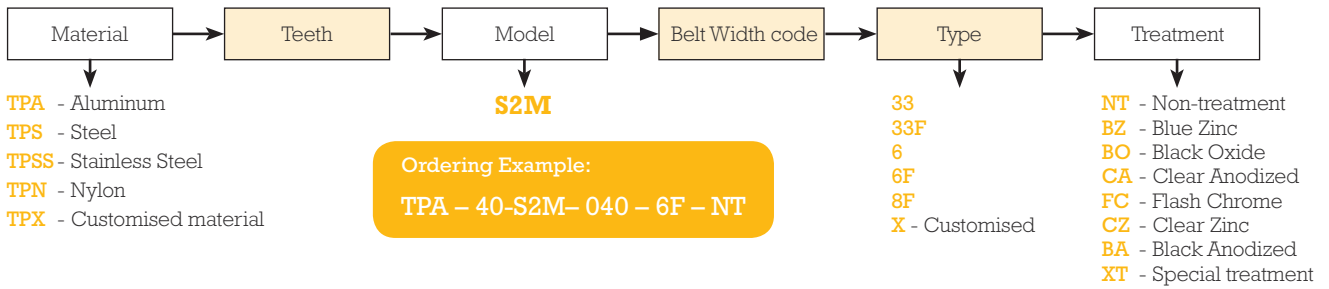 Material
Teeth
Model
Belt Width code
Type
Treatment
TPA - Aluminum
TPS - Steel
TPSS - Stainless Steel
TPN - Nylon
TPX - Customised material
S2M
Ordering Example:
TPA – 40-S2M– 040 – 6F – NT
33
33F
6
6F
8F
X - Customised
NT - Non-treatment
BZ - Blue Zinc
BO - Black Oxide
CA - Clear Anodized
FC - Flash Chrome
CZ - Clear Zinc
BA - Black Anodized
XT - Special treatment